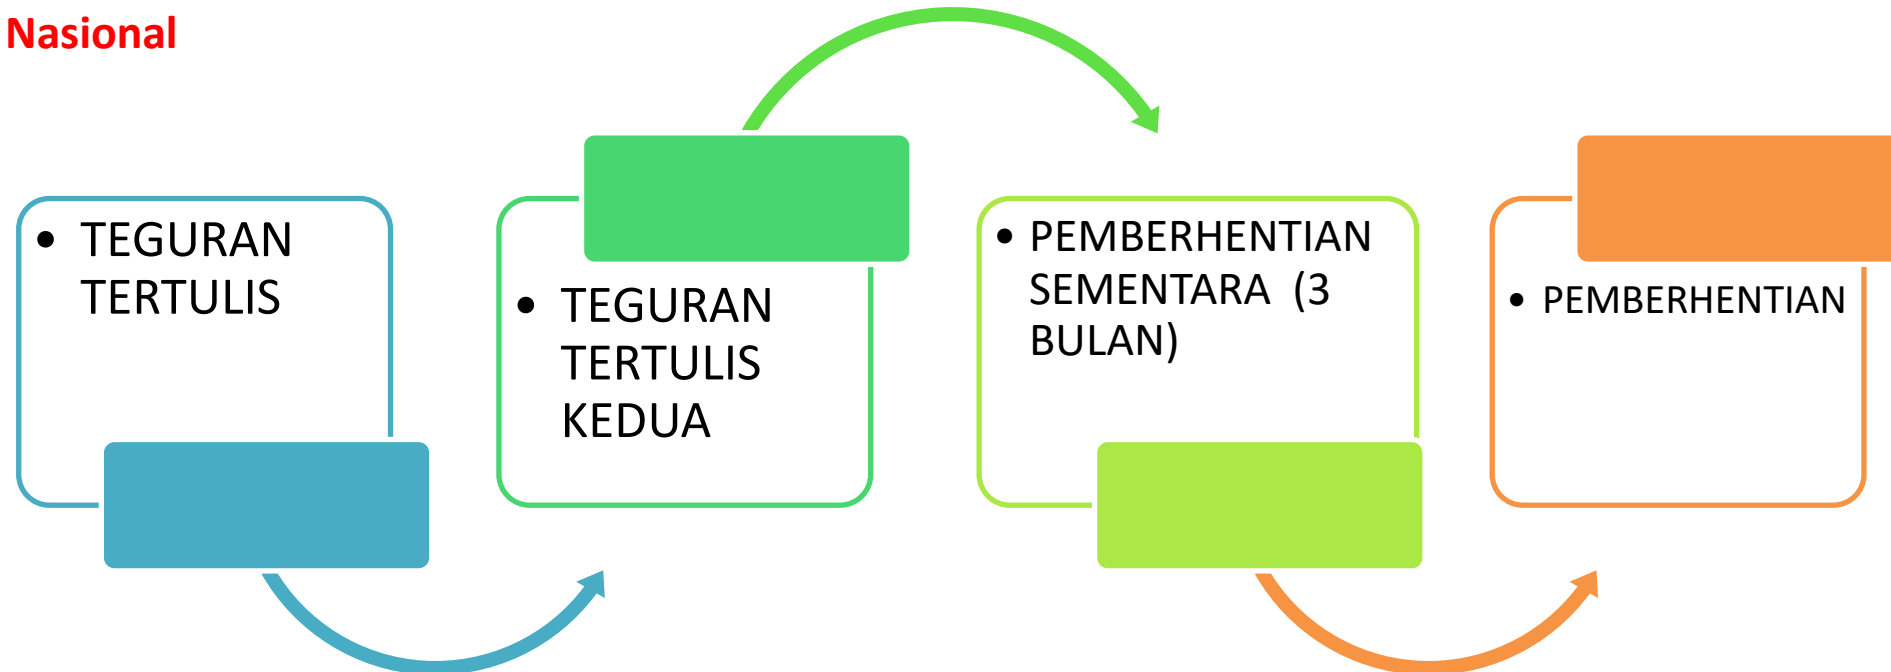 Nasional
• TEGURAN
TERTULIS
• TEGURAN
TERTULIS
KEDUA
• PEMBERHENTIAN
SEMENTARA (3
BULAN)
• PEMBERHENTIAN